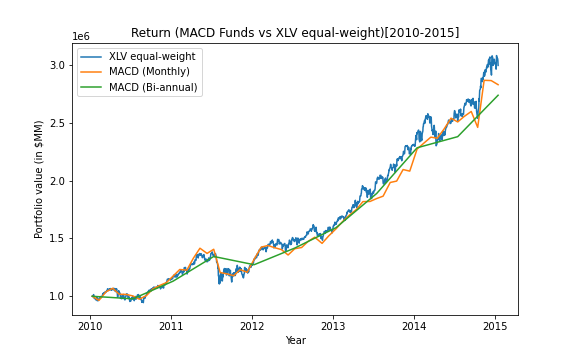 Return (MACD Funds vs XLV equal-weight)[2010-2015]
1e6
XLV equal-weight
MACD (Monthly)
MACD (Bi-annual)
3.0
2.5
2.0
1.5
1.0
Portfolio value (in $MM)
2010 2011 2012 2013 2014 2015
Year